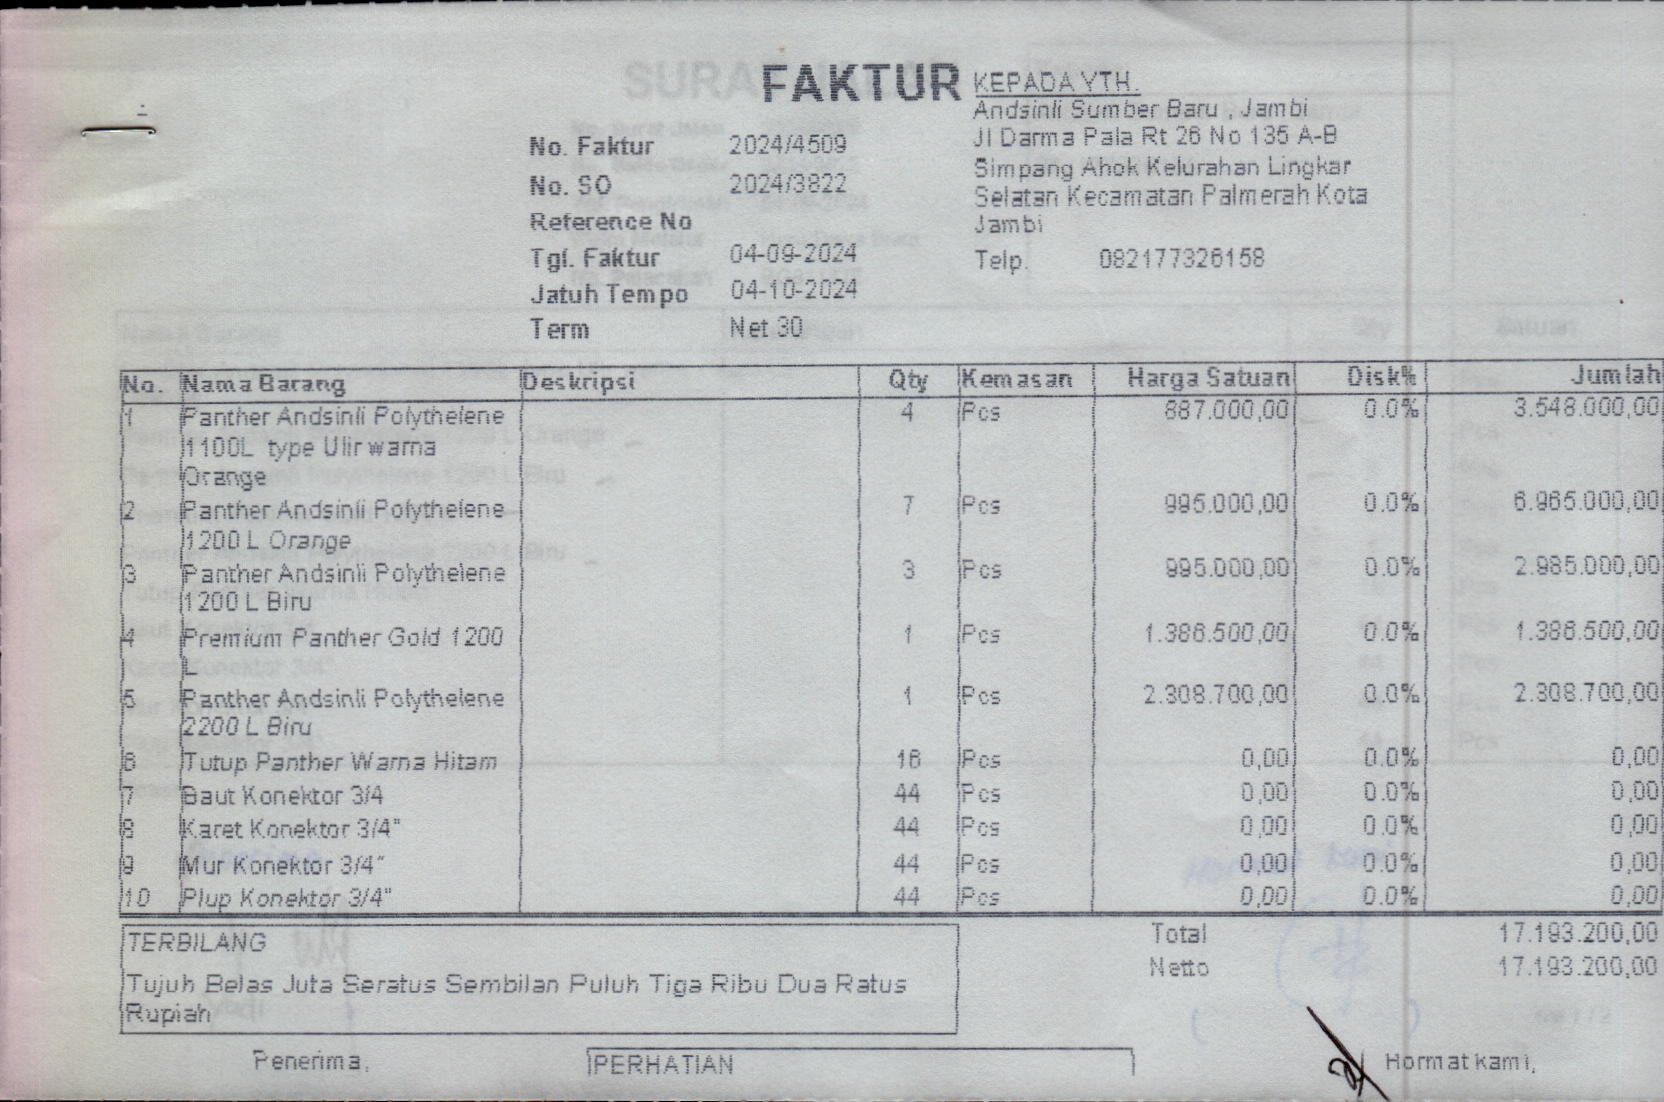 FAKTUR
No. Faktur 2024/4509
No. SO 2024/3822
Reference No
Tgl. Faktur 04-09-2024
Jatuh Tempo 04-10-2024
Term Net 30
KEPADA YTH.
Andsinli Sumber Baru , Jambi
Jl Darma Pala Rt 26 No 135 A-B
Simpang Ahok Kelurahan Lingkar
Selatan Kecamatan Palmerah Kota
Jambi
Telp. 082177326158
No. Nama Barang Deskripsi Qty Kemasan Harga Satuan Disk% Jumlah
1 Panther Andsinli Polythelene 4 Pcs 887.000,00 0.0% 3.548.000,00
1100L type Ulir warna
Orange
2 Panther Andsinli Polythelene 7 Pcs 995.000,00 0.0% 6.965.000,00
1200 L Orange
3 Panther Andsinli Polythelene 3 Pcs 995.000,00 0.0% 2.985.000,00
1200 L Biru
4 Premium Panther Gold 1200 1 Pcs 1.386.500,00 0.0% 1.386.500,00
L
5 Panther Andsinli Polythelene 1 Pcs 2.308.700,00 0.0% 2.308.700,00
2200 L Biru
6 Tutup Panther Warna Hitam 16 Pcs 0,00 0.0% 0,00
7 Baut Konektor 3/4 44 Pcs 0,00 0.0% 0,00
8 Karet Konektor 3/4" 44 Pcs 0,00 0.0% 0,00
9 Mur Konektor 3/4" 44 Pcs 0,00 0.0% 0,00
10 Plup Konektor 3/4" 44 Pcs 0,00 0.0% 0,00
Total 17.193.200,00
Netto 17.193.200,00
TERBILANG
Tujuh Belas Juta Seratus Sembilan Puluh Tiga Ribu Dua Ratus
Rupiah
Penerima, PERHATIAN Hormat kami,